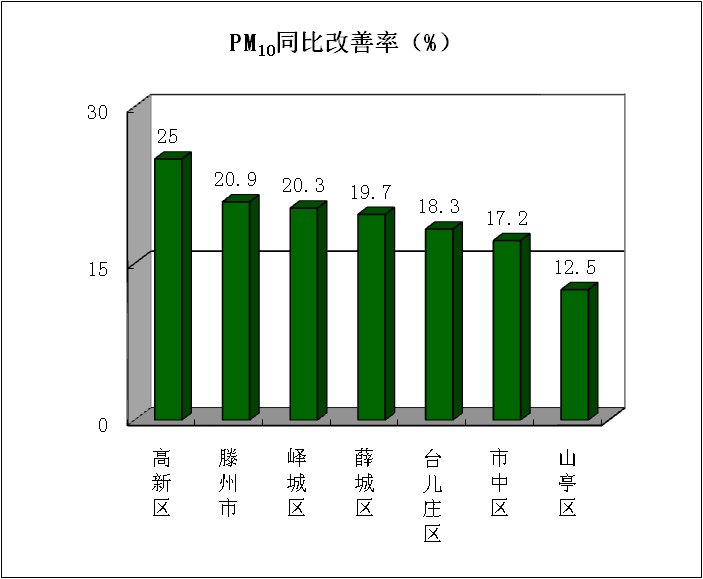 PM10同比改善率（%）
30
15
0
25
20.9
20.3
19.7
18.3
17.2
12.5
高新区
滕州市
峄城区
薛城区
台儿庄区
市中区
山亭区